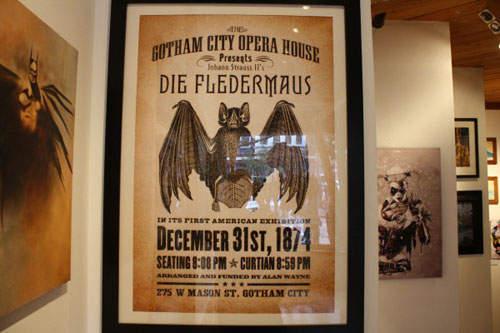 THE
GOTHAM CITY OPERA HOUSE
Presents
Johann Strauss II's
DIE FLEDERMAUS
IN ITS FIRST AMERICAN EXHIBITION
DECEMBER 31ST, 1874
SEATING 8:00 PM ★ CURTIAN 8:59 PM
ARRANGED AND FUNDED BY ALAN WAYNE
275 W MASON ST. GOTHAM CITY